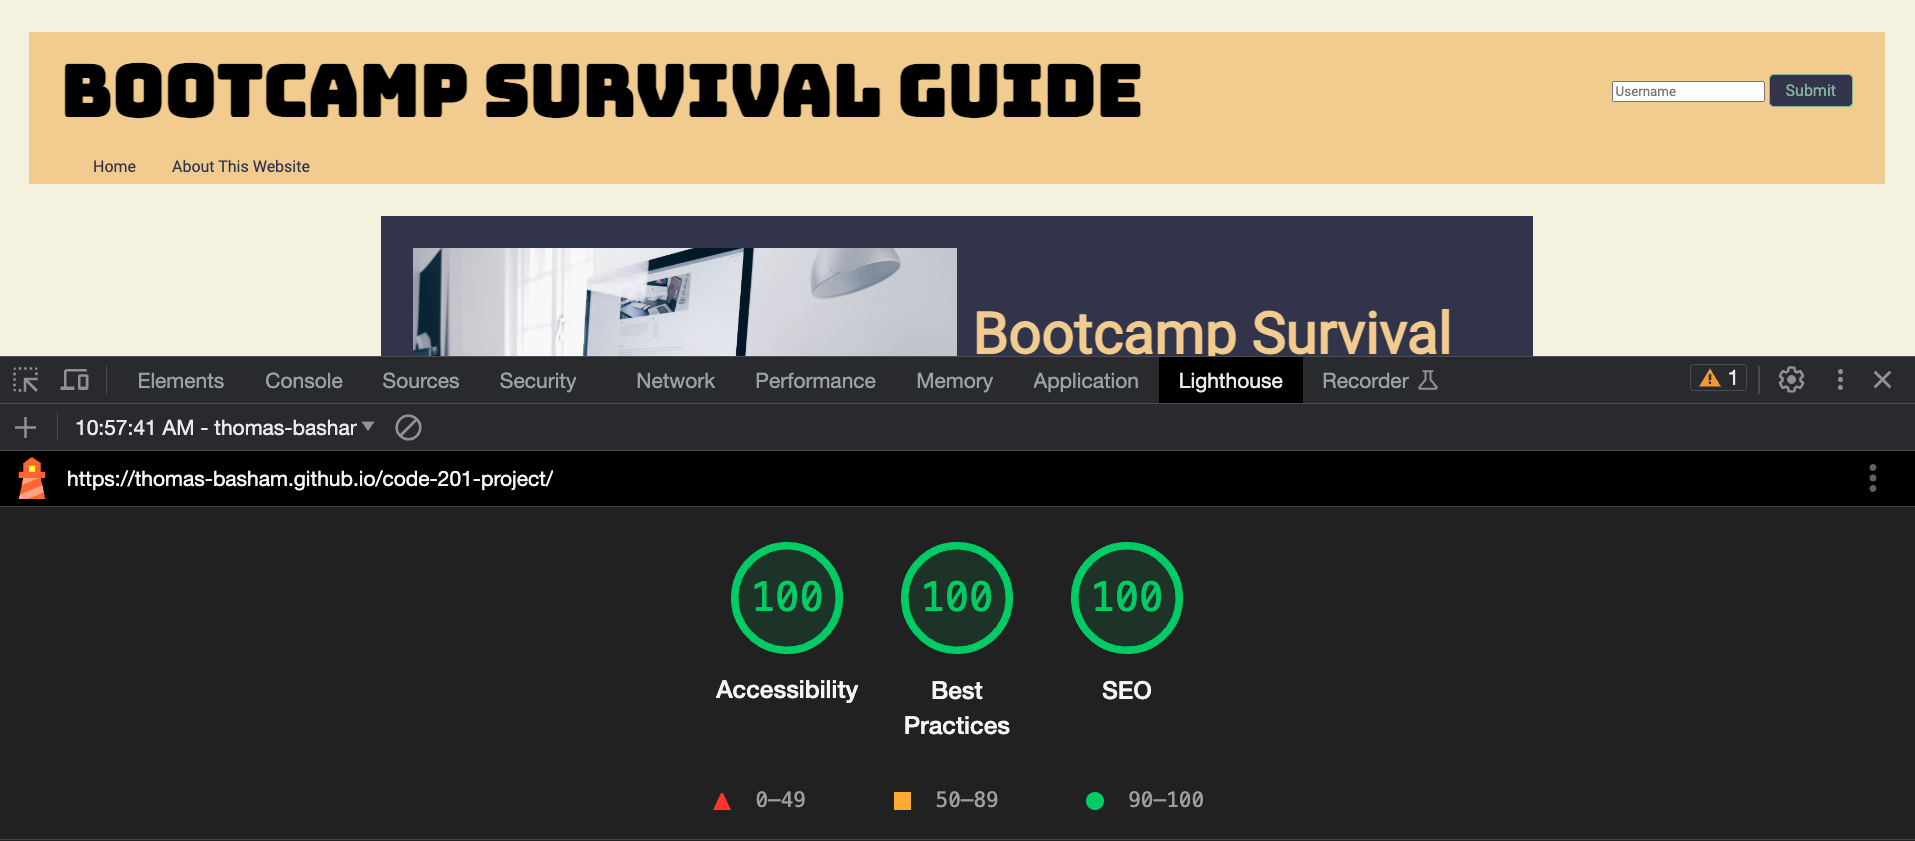 BOOTCAMP SURVIVAL GUIDE
Username Submit
Home About This Website
Bootcamp Survival
Elements Console Sources Security Network Performance Memory Application Lighthouse Recorder 1
10:57:41 AM - thomas-bashar
https://thomas-basham.github.io/code-201-project/
100 100 100
Accessibility Best SEO
Practices
0–49 50–89 90–100